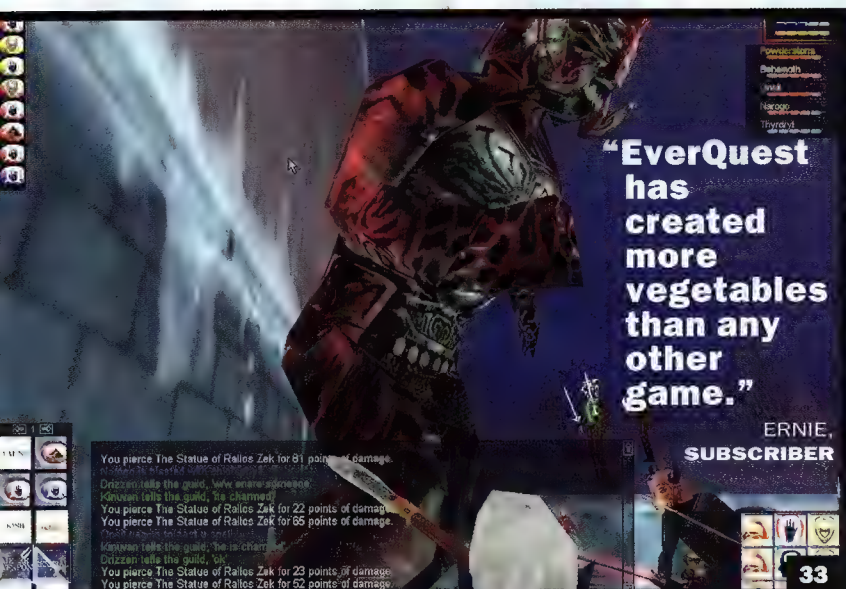 Powderstorm
Behemoth
Narogo
Thyrdryl
“EverQuest
has
created
more
vegetables
than any
other
game.”
ERNIE,
SUBSCRIBER
1
You pierce The Statue of Rallos Zek for 81 points of damage.
Drizzen tells the guild,
Kinuvan tells the guild, 'he charmed'
You pierce The Statue of Rallos Zek for 22 points of damage.
You pierce The Statue of Rallos Zek for 65 points of damage.
Kinuvan tells the guild, 'he is charmed'
Drizzen tells the guild, 'ok'
You pierce The Statue of Rallos Zek for 23 points of damage.
You pierce The Statue of Rallos Zek for 52 points of damage.
33